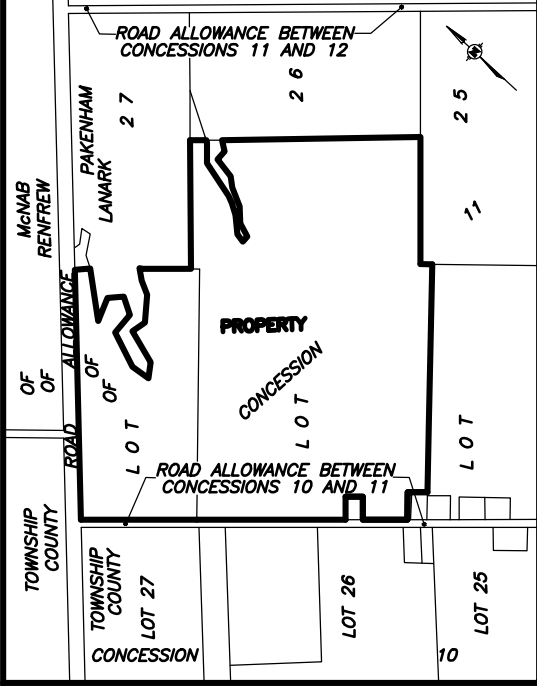 ROAD ALLOWANCE BETWEEN
CONCESSIONS 11 AND 12
27
26
25
N
PAKENHAM
LANARK
McNAB
RENFREW
11
ROAD ALLOWANCE
PROPERTY
CONCESSION
OF
OF
OF
OF
LOT
LOT
LOT
ROAD ALLOWANCE BETWEEN
CONCESSIONS 10 AND 11
TOWNSHIP
COUNTY
TOWNSHIP
COUNTY
LOT 27
LOT 26
LOT 25
CONCESSION
10